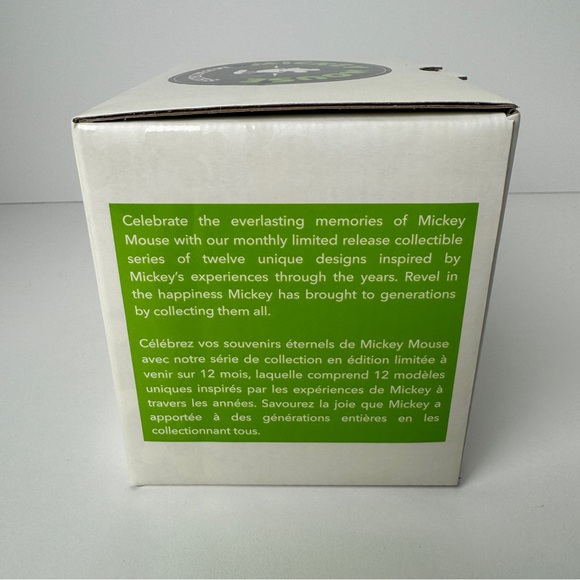 MOUSE
Celebrate the everlasting memories of Mickey
Mouse with our monthly limited release collectible
series of twelve unique designs inspired by
Mickey's experiences through the years. Revel in
the happiness Mickey has brought to generations
by collecting them all.
Célébrez vos souvenirs éternels de Mickey Mouse
avec notre série de collection en édition limitée à
venir sur 12 mois, laquelle comprend 12 modèles
uniques inspirés par les expériences de Mickey à
travers les années. Savourez la joie que Mickey a
apportée à des générations entières en les
collectionnant tous.